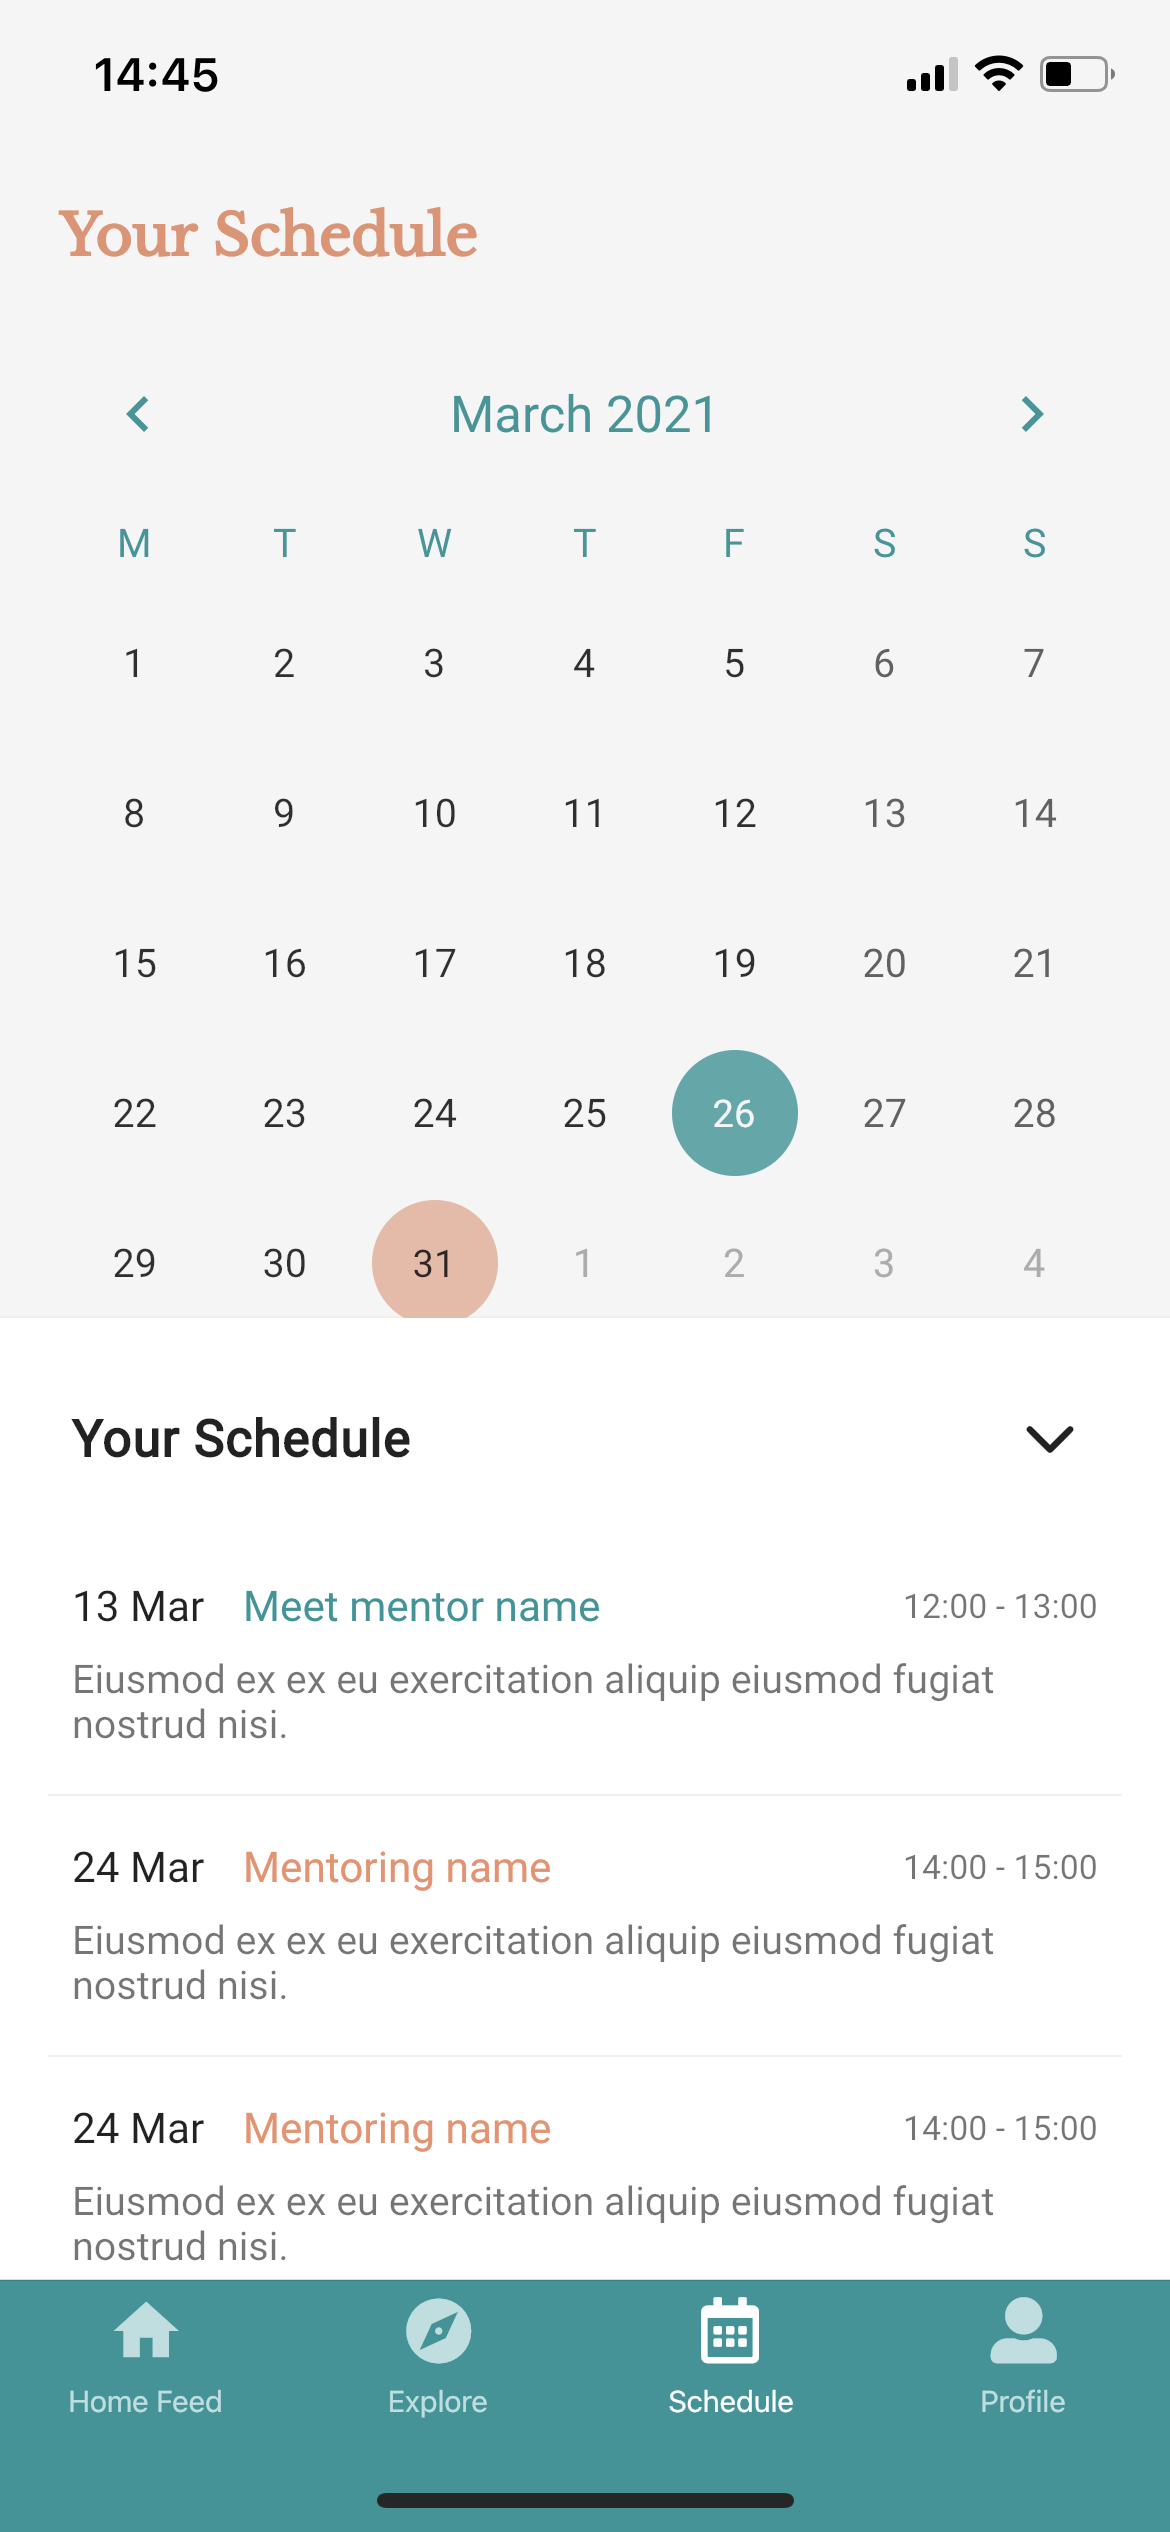 14:45
Your Schedule
March 2021
M T W T F S S
1 2 3 4 5 6 7
8 9 10 11 12 13 14
15 16 17 18 19 20 21
22 23 24 25 26 27 28
29 30 31 1 2 3 4
Your Schedule
13 Mar Meet mentor name 12:00 - 13:00
Eiusmod ex ex eu exercitation aliquip eiusmod fugiat
nostrud nisi.
24 Mar Mentoring name 14:00 - 15:00
Eiusmod ex ex eu exercitation aliquip eiusmod fugiat
nostrud nisi.
24 Mar Mentoring name 14:00 - 15:00
Eiusmod ex ex eu exercitation aliquip eiusmod fugiat
nostrud nisi.
Home Feed Explore Schedule Profile